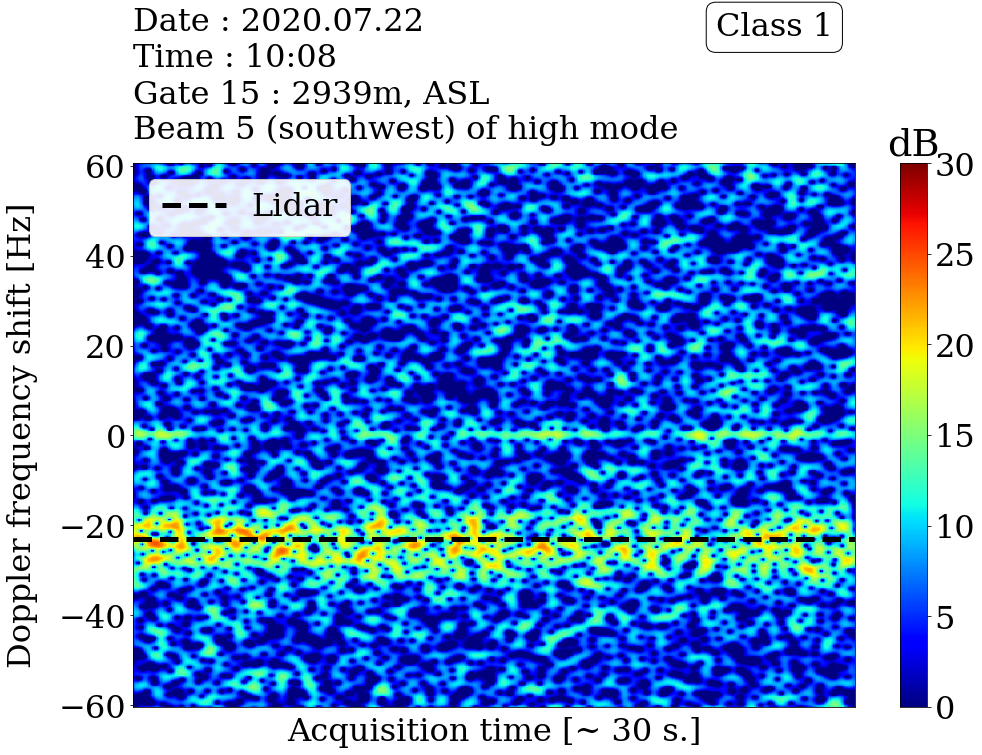 Date : 2020.07.22
Time : 10:08
Gate 15 : 2939m, ASL
Beam 5 (southwest) of high mode
Class 1
dB
Lidar
Doppler frequency shift [Hz]
60
40
20
0
−20
−40
−60
Acquisition time [~ 30 s.]
30
25
20
15
10
5
0